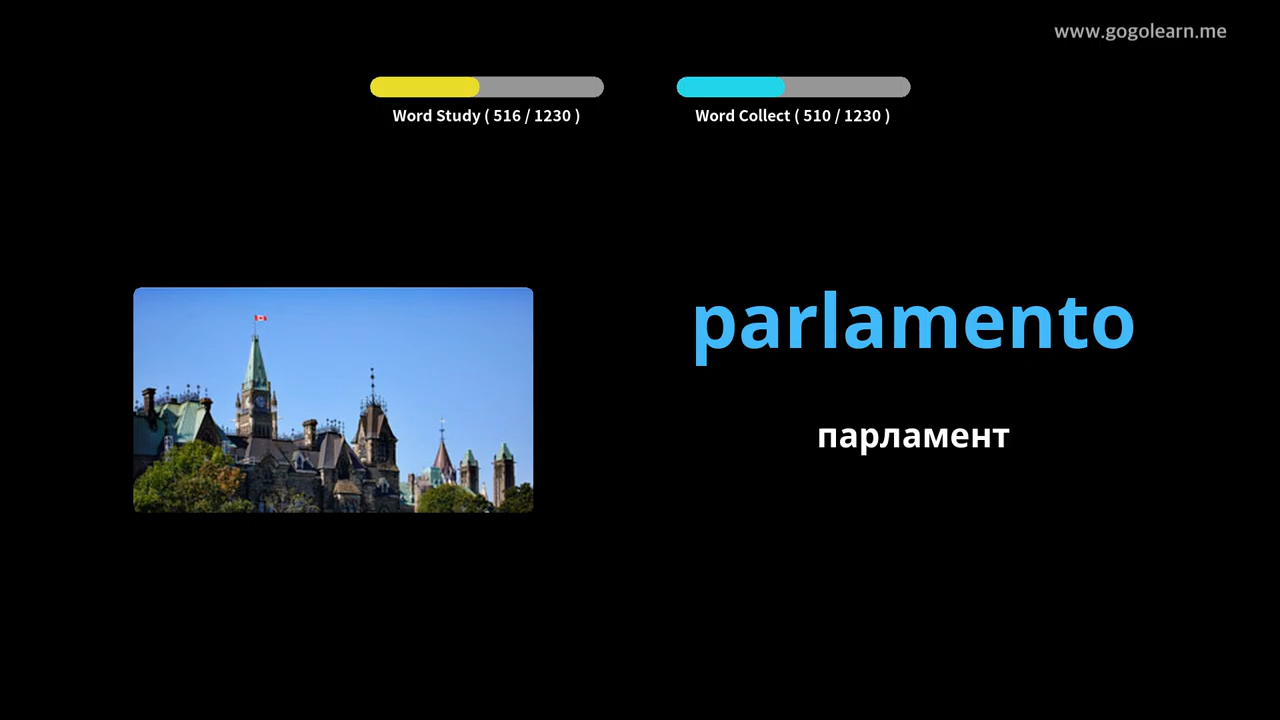 www.gogolearn.me
Word Study ( 516 / 1230 )
Word Collect ( 510 / 1230 )
parlamento
парламент